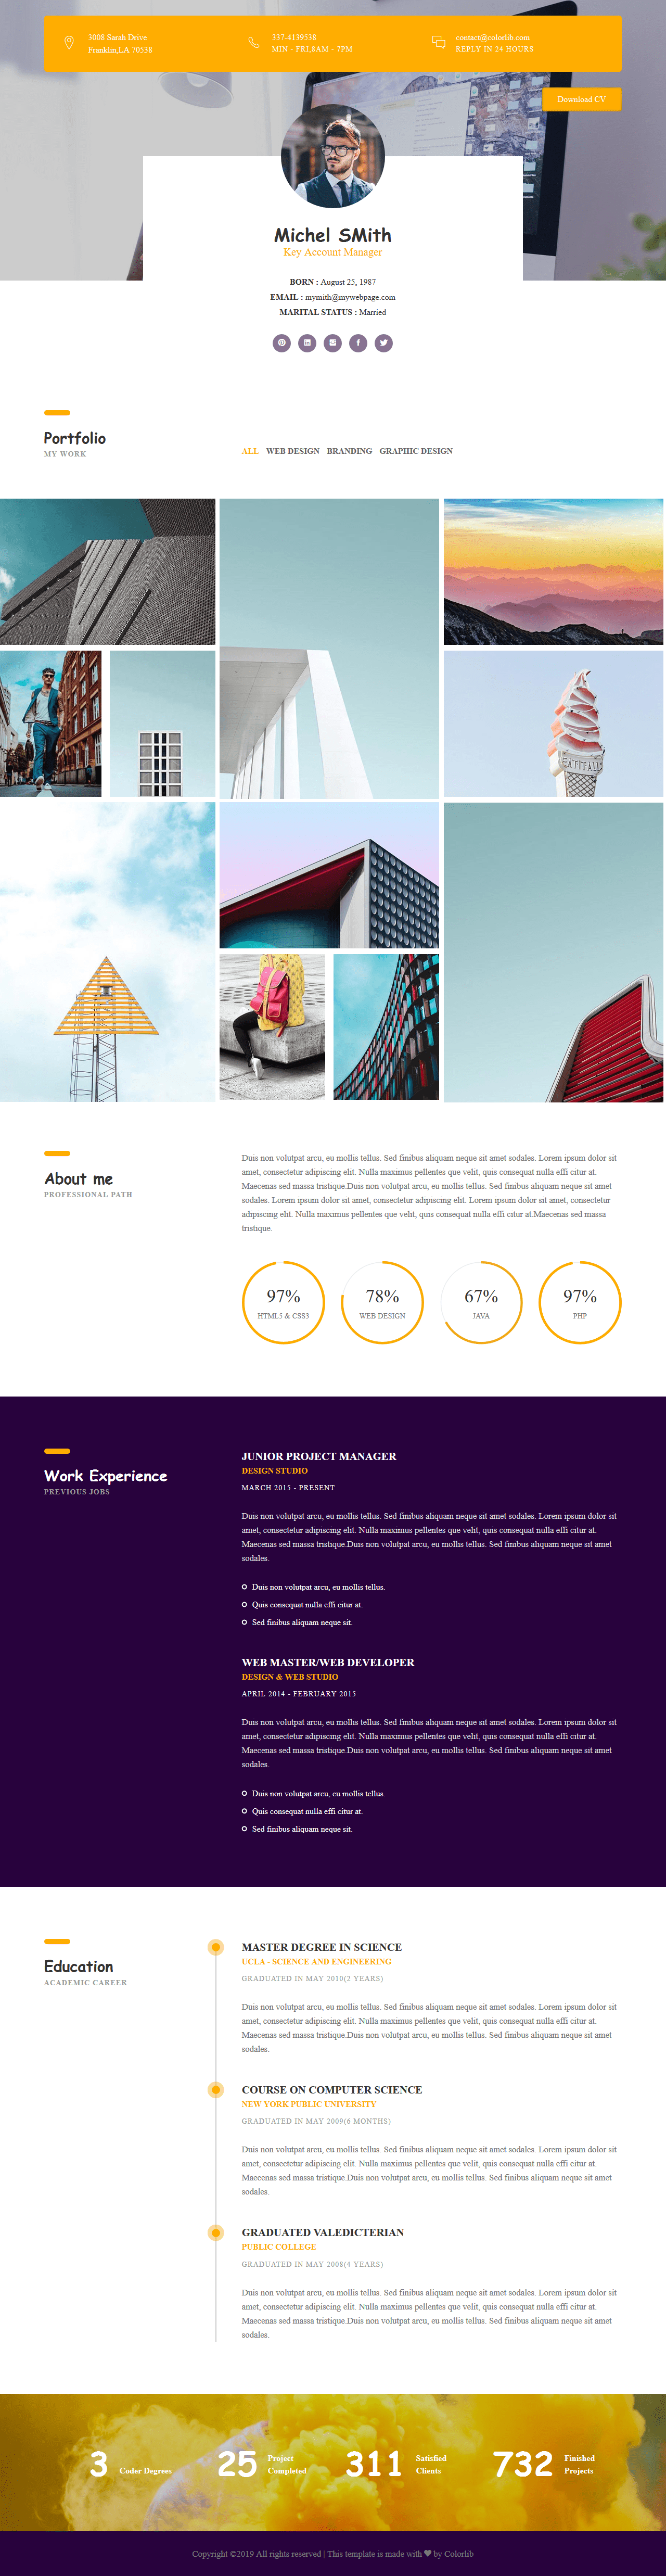 3008 Sarah Drive
Franklin,LA 70538
337-4139538
MIN - FRI,8AM - 7PM
contact@colorlib.com
REPLY IN 24 HOURS
Download CV
Michel SMith
Key Account Manager
BORN : August 25, 1987
EMAIL : mymith@mywebpage.com
MARITAL STATUS : Married
Portfolio
MY WORK
ALL WEB DESIGN BRANDING GRAPHIC DESIGN
EATITALY
About me
PROFESSIONAL PATH
Duis non volutpat arcu, eu mollis tellus. Sed finibus aliquam neque sit amet sodales. Lorem ipsum dolor sit
amet, consectetur adipiscing elit. Nulla maximus pellentes que velit, quis consequat nulla effi citur at.
Maecenas sed massa tristique.Duis non volutpat arcu, eu mollis tellus. Sed finibus aliquam neque sit amet
sodales. Lorem ipsum dolor sit amet, consectetur adipiscing elit. Lorem ipsum dolor sit amet, consectetur
adipiscing elit. Nulla maximus pellentes que velit, quis consequat nulla effi citur at.Maecenas sed massa
tristique.
97%
HTML5 & CSS3
78%
WEB DESIGN
67%
JAVA
97%
PHP
Work Experience
PREVIOUS JOBS
JUNIOR PROJECT MANAGER
DESIGN STUDIO
MARCH 2015 - PRESENT
Duis non volutpat arcu, eu mollis tellus. Sed finibus aliquam neque sit amet sodales. Lorem ipsum dolor sit
amet, consectetur adipiscing elit. Nulla maximus pellentes que velit, quis consequat nulla effi citur at.
Maecenas sed massa tristique.Duis non volutpat arcu, eu mollis tellus. Sed finibus aliquam neque sit amet
sodales.
Duis non volutpat arcu, eu mollis tellus.
Quis consequat nulla effi citur at.
Sed finibus aliquam neque sit.
WEB MASTER/WEB DEVELOPER
DESIGN & WEB STUDIO
APRIL 2014 - FEBRUARY 2015
Duis non volutpat arcu, eu mollis tellus. Sed finibus aliquam neque sit amet sodales. Lorem ipsum dolor sit
amet, consectetur adipiscing elit. Nulla maximus pellentes que velit, quis consequat nulla effi citur at.
Maecenas sed massa tristique.Duis non volutpat arcu, eu mollis tellus. Sed finibus aliquam neque sit amet
sodales.
Duis non volutpat arcu, eu mollis tellus.
Quis consequat nulla effi citur at.
Sed finibus aliquam neque sit.
Education
ACADEMIC CAREER
MASTER DEGREE IN SCIENCE
UCLA - SCIENCE AND ENGINEERING
GRADUATED IN MAY 2010(2 YEARS)
Duis non volutpat arcu, eu mollis tellus. Sed finibus aliquam neque sit amet sodales. Lorem ipsum dolor sit
amet, consectetur adipiscing elit. Nulla maximus pellentes que velit, quis consequat nulla effi citur at.
Maecenas sed massa tristique.Duis non volutpat arcu, eu mollis tellus. Sed finibus aliquam neque sit amet
sodales.
COURSE ON COMPUTER SCIENCE
NEW YORK PUBLIC UNIVERSITY
GRADUATED IN MAY 2009(6 MONTHS)
Duis non volutpat arcu, eu mollis tellus. Sed finibus aliquam neque sit amet sodales. Lorem ipsum dolor sit
amet, consectetur adipiscing elit. Nulla maximus pellentes que velit, quis consequat nulla effi citur at.
Maecenas sed massa tristique.Duis non volutpat arcu, eu mollis tellus. Sed finibus aliquam neque sit amet
sodales.
GRADUATED VALEDICTERIAN
PUBLIC COLLEGE
GRADUATED IN MAY 2008(4 YEARS)
Duis non volutpat arcu, eu mollis tellus. Sed finibus aliquam neque sit amet sodales. Lorem ipsum dolor sit
amet, consectetur adipiscing elit. Nulla maximus pellentes que velit, quis consequat nulla effi citur at.
Maecenas sed massa tristique.Duis non volutpat arcu, eu mollis tellus. Sed finibus aliquam neque sit amet
sodales.
3 Coder Degrees
25 Project
Completed
311 Satisfied
Clients
732 Finished
Projects
Copyright ©2019 All rights reserved | This template is made with ♥ by Colorlib